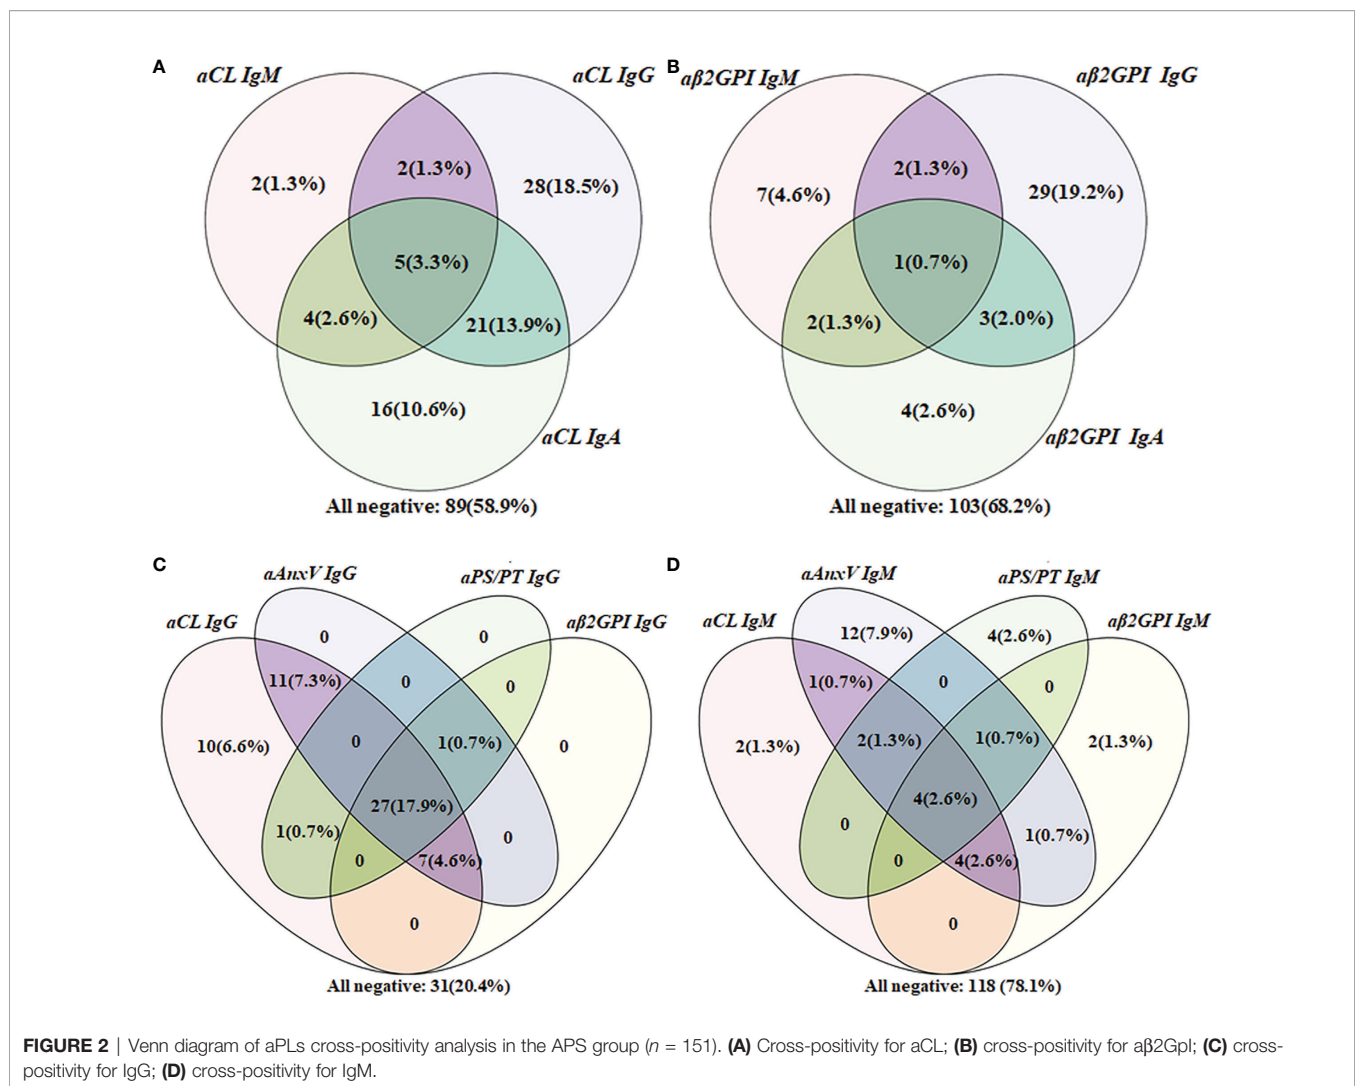 A
aCL IgM
aCL IgG
2(1.3%)
2(1.3%)
28(18.5%)
5(3.3%)
4(2.6%)
21(13.9%)
16(10.6%)
aCL IgA
All negative: 89(58.9%)
B
aβ2GPI IgM
aβ2GPI IgG
7(4.6%)
2(1.3%)
29(19.2%)
1(0.7%)
2(1.3%)
3(2.0%)
4(2.6%)
aβ2GPI IgA
All negative: 103(68.2%)
C
aAnxV IgG
aPS/PT IgG
aCL IgG
aβ2GPI IgG
0
0
11(7.3%)
0
0
10(6.6%)
0
1(0.7%)
0
27(17.9%)
1(0.7%)
0
0
7(4.6%)
0
All negative: 31(20.4%)
D
aAnxV IgM
aPS/PT IgM
aCL IgM
aβ2GPI IgM
12(7.9%)
4(2.6%)
1(0.7%)
0
0
2(1.3%)
2(1.3%)
1(0.7%)
2(1.3%)
4(2.6%)
0
1(0.7%)
0
4(2.6%)
0
All negative: 118 (78.1%)
FIGURE 2 | Venn diagram of aPLs cross-positivity analysis in the APS group (n = 151). (A) Cross-positivity for aCL; (B) cross-positivity for aβ2GpI; (C) cross-
positivity for IgG; (D) cross-positivity for IgM.